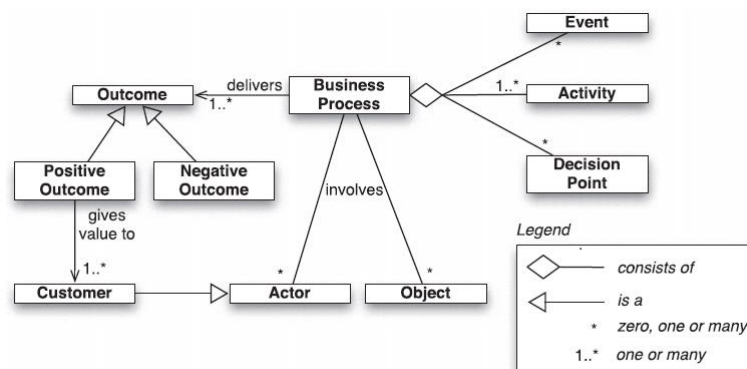 Event
*
delivers
Business
Process
Outcome
1..*
1..*
Activity
Positive
Outcome
Negative
Outcome
*
Decision
Point
involves
gives
value to
Legend
consists of
1..*
*
*
is a
Customer
Actor
Object
* zero, one or many
1..* one or many